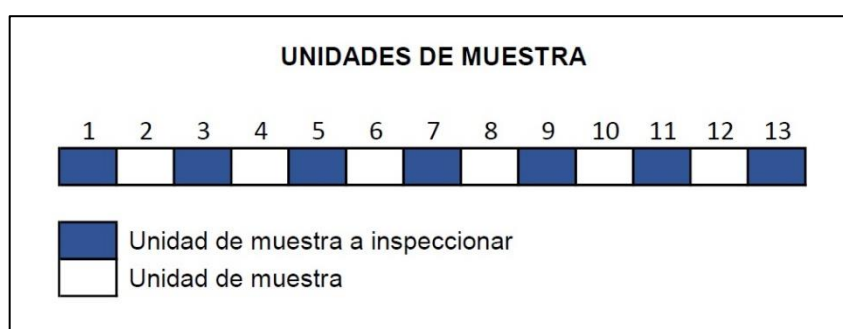 UNIDADES DE MUESTRA
1 2 3 4 5 6 7 8 9 10 11 12 13
Unidad de muestra a inspeccionar
Unidad de muestra